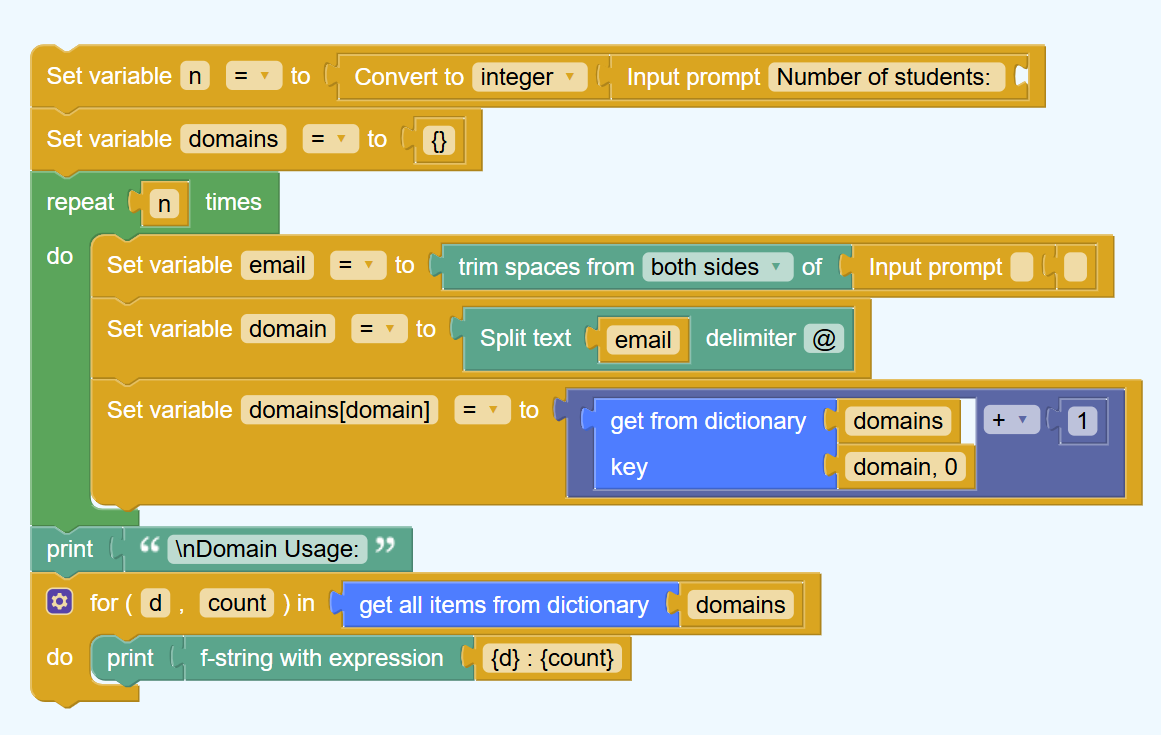 Set variable n = to Convert to integer Input prompt Number of students:
Set variable domains = to {}
repeat n times
do
Set variable email = to trim spaces from both sides of Input prompt
Set variable domain = to Split text email delimiter @
Set variable domains[domain] = to get from dictionary domains + 1
key domain, 0
print “ \nDomain Usage: ”
for ( d , count ) in get all items from dictionary domains
do print f-string with expression {d} : {count}